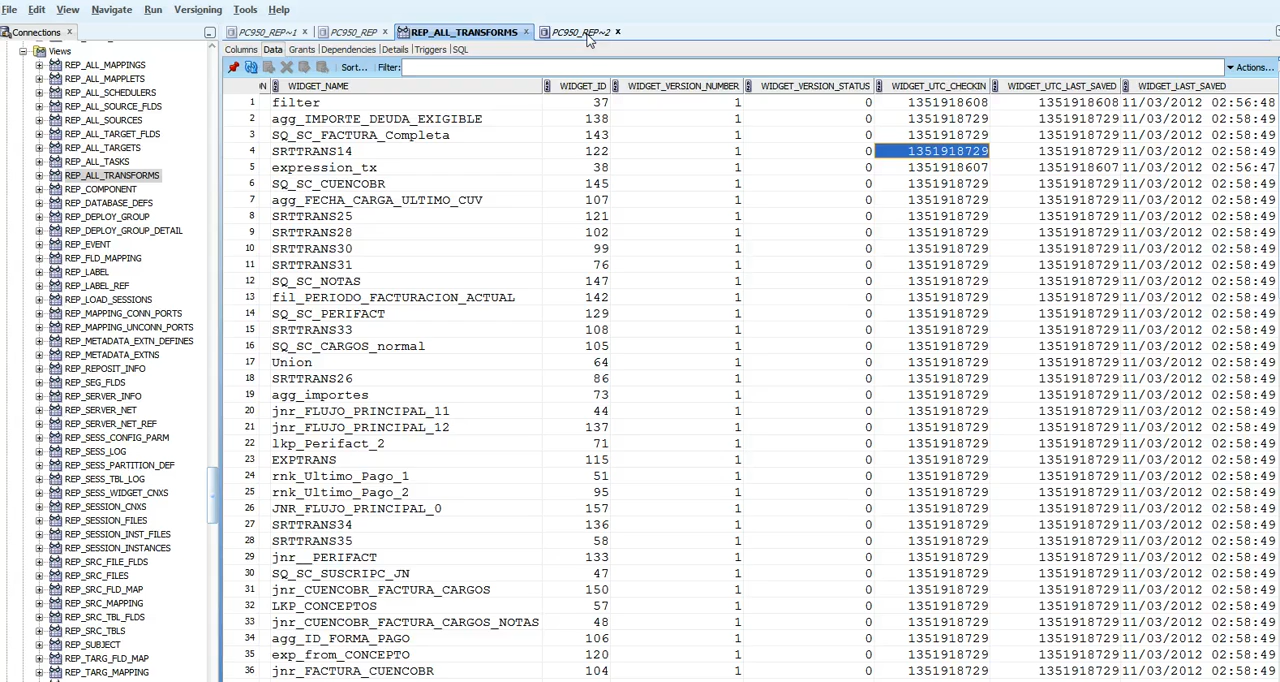 File Edit View Navigate Run Versioning Tools Help
Connections x
PC950_REP~1 x PC950_REP x REP_ALL_TRANSFORMS x PC950_REP~2 x
Columns Data Grants Dependencies Details Triggers SQL
Sort... Filter: Actions...
Views
REP_ALL_MAPPINGS
REP_ALL_MAPPLETS
REP_ALL_SCHEDULERS
REP_ALL_SOURCE_FLDS
REP_ALL_SOURCES
REP_ALL_TARGET_FLDS
REP_ALL_TARGETS
REP_ALL_TASKS
REP_ALL_TRANSFORMS
REP_COMPONENT
REP_DATABASE_DEFS
REP_DEPLOY_GROUP
REP_DEPLOY_GROUP_DETAIL
REP_EVENT
REP_FLD_MAPPING
REP_LABEL
REP_LABEL_REF
REP_LOAD_SESSIONS
REP_MAPPING_CONN_PORTS
REP_MAPPING_UNCONN_PORTS
REP_METADATA_EXTN_DEFINES
REP_METADATA_EXTNS
REP_REPOSIT_INFO
REP_SEG_FLDS
REP_SERVER_INFO
REP_SERVER_NET
REP_SERVER_NET_REF
REP_SESS_CONFIG_PARM
REP_SESS_LOG
REP_SESS_PARTITION_DEF
REP_SESS_TBL_LOG
REP_SESS_WIDGET_CNXS
REP_SESSION_CNXS
REP_SESSION_FILES
REP_SESSION_INST_FILES
REP_SESSION_INSTANCES
REP_SRC_FILE_FLDS
REP_SRC_FILES
REP_SRC_FLD_MAP
REP_SRC_MAPPING
REP_SRC_TBL_FLDS
REP_SRC_TBLS
REP_SUBJECT
REP_TARG_FLD_MAP
REP_TARG_MAPPING
N WIDGET_NAME WIDGET_ID WIDGET_VERSION_NUMBER WIDGET_VERSION_STATUS WIDGET_UTC_CHECKIN WIDGET_UTC_LAST_SAVED WIDGET_LAST_SAVED
1 filter 37 1 0 1351918608 1351918608 11/03/2012 02:56:48
2 agg_IMPORTE_DEUDA_EXIGIBLE 138 1 0 1351918729 1351918729 11/03/2012 02:58:49
3 SQ_SC_FACTURA_Completa 143 1 0 1351918729 1351918729 11/03/2012 02:58:49
4 SRTTRANS14 122 1 0 1351918729 1351918729 11/03/2012 02:58:49
5 expression_tx 38 1 0 1351918607 1351918607 11/03/2012 02:56:47
6 SQ_SC_CUENCOBR 145 1 0 1351918729 1351918729 11/03/2012 02:58:49
7 agg_FECHA_CARGA_ULTIMO_CUV 107 1 0 1351918729 1351918729 11/03/2012 02:58:49
8 SRTTRANS25 121 1 0 1351918729 1351918729 11/03/2012 02:58:49
9 SRTTRANS28 102 1 0 1351918729 1351918729 11/03/2012 02:58:49
10 SRTTRANS30 99 1 0 1351918729 1351918729 11/03/2012 02:58:49
11 SRTTRANS31 76 1 0 1351918729 1351918729 11/03/2012 02:58:49
12 SQ_SC_NOTAS 147 1 0 1351918729 1351918729 11/03/2012 02:58:49
13 fil_PERIODO_FACTURACION_ACTUAL 142 1 0 1351918729 1351918729 11/03/2012 02:58:49
14 SQ_SC_PERIFACT 129 1 0 1351918729 1351918729 11/03/2012 02:58:49
15 SRTTRANS33 108 1 0 1351918729 1351918729 11/03/2012 02:58:49
16 SQ_SC_CARGOS_normal 105 1 0 1351918729 1351918729 11/03/2012 02:58:49
17 Union 64 1 0 1351918729 1351918729 11/03/2012 02:58:49
18 SRTTRANS26 86 1 0 1351918729 1351918729 11/03/2012 02:58:49
19 agg_importes 73 1 0 1351918729 1351918729 11/03/2012 02:58:49
20 jnr_FLUJO_PRINCIPAL_11 44 1 0 1351918729 1351918729 11/03/2012 02:58:49
21 jnr_FLUJO_PRINCIPAL_12 137 1 0 1351918729 1351918729 11/03/2012 02:58:49
22 lkp_Perifact_2 71 1 0 1351918729 1351918729 11/03/2012 02:58:49
23 EXPTRANS 115 1 0 1351918729 1351918729 11/03/2012 02:58:49
24 rnk_Ultimo_Pago_1 51 1 0 1351918729 1351918729 11/03/2012 02:58:49
25 rnk_Ultimo_Pago_2 95 1 0 1351918729 1351918729 11/03/2012 02:58:49
26 JNR_FLUJO_PRINCIPAL_0 157 1 0 1351918729 1351918729 11/03/2012 02:58:49
27 SRTTRANS34 136 1 0 1351918729 1351918729 11/03/2012 02:58:49
28 SRTTRANS35 58 1 0 1351918729 1351918729 11/03/2012 02:58:49
29 jnr__PERIFACT 133 1 0 1351918729 1351918729 11/03/2012 02:58:49
30 SQ_SC_SUSCRIPC_JN 47 1 0 1351918729 1351918729 11/03/2012 02:58:49
31 jnr_CUENCOBR_FACTURA_CARGOS 150 1 0 1351918729 1351918729 11/03/2012 02:58:49
32 LKP_CONCEPTOS 57 1 0 1351918729 1351918729 11/03/2012 02:58:49
33 jnr_CUENCOBR_FACTURA_CARGOS_NOTAS 48 1 0 1351918729 1351918729 11/03/2012 02:58:49
34 agg_ID_FORMA_PAGO 106 1 0 1351918729 1351918729 11/03/2012 02:58:49
35 exp_from_CONCEPTO 120 1 0 1351918729 1351918729 11/03/2012 02:58:49
36 jnr_FACTURA_CUENCOBR 104 1 0 1351918729 1351918729 11/03/2012 02:58:49